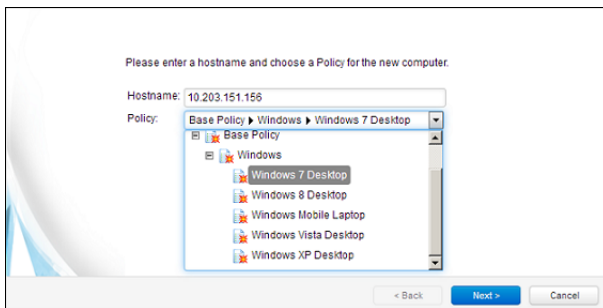 Please enter a hostname and choose a Policy for the new computer.
Hostname: 10.203.151.156
Policy: Base Policy ▸ Windows ▸ Windows 7 Desktop
Base Policy
Windows
Windows 7 Desktop
Windows 8 Desktop
Windows Mobile Laptop
Windows Vista Desktop
Windows XP Desktop
< Back Next > Cancel